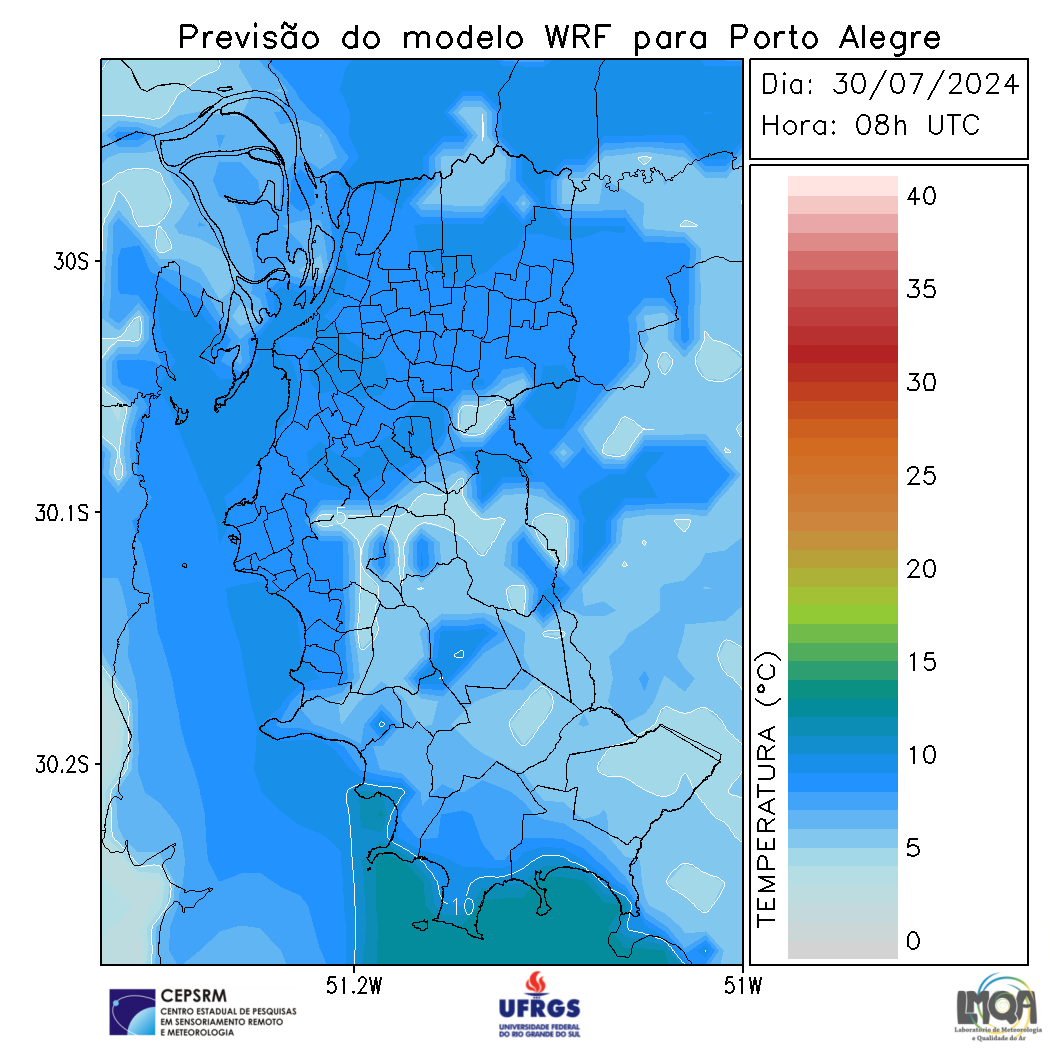 Previsão do modelo WRF para Porto Alegre
Dia: 30/07/2024
Hora: 08h UTC
30S
30.1S
30.2S
51.2W
51W
10
TEMPERATURA (°C)
40
35
30
25
20
15
10
5
0
CEPSRM
CENTRO ESTADUAL DE PESQUISAS
EM SENSORIAMENTO REMOTO
E METEOROLOGIA
UFRGS
UNIVERSIDADE FEDERAL
DO RIO GRANDE DO SUL
LMQA
Laboratório de Meteorologia
e Qualidade do Ar